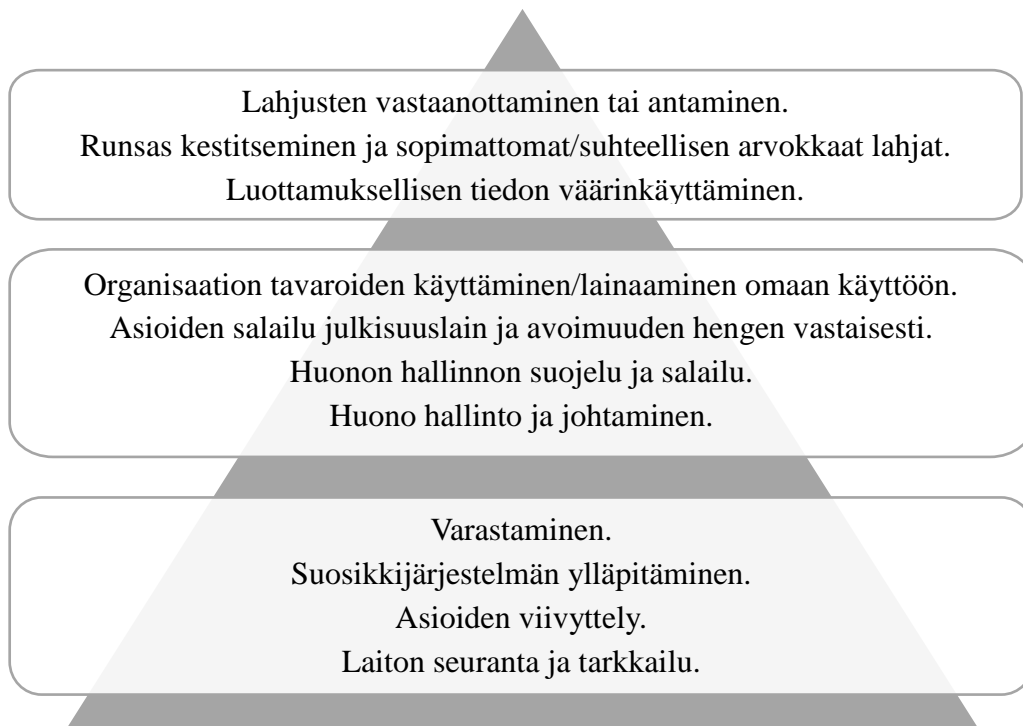 Lahjusten vastaanottaminen tai antaminen.
Runsas kestitseminen ja sopimattomat/suhteellisen arvokkaat lahjat.
Luottamuksellisen tiedon väärinkäyttäminen.
Organisaation tavaroiden käyttäminen/lainaaminen omaan käyttöön.
Asioiden salailu julkisuuslain ja avoimuuden hengen vastaisesti.
Huonon hallinnon suojelu ja salailu.
Huono hallinto ja johtaminen.
Varastaminen.
Suosikkijärjestelmän ylläpitäminen.
Asioiden viivyttely.
Laiton seuranta ja tarkkailu.